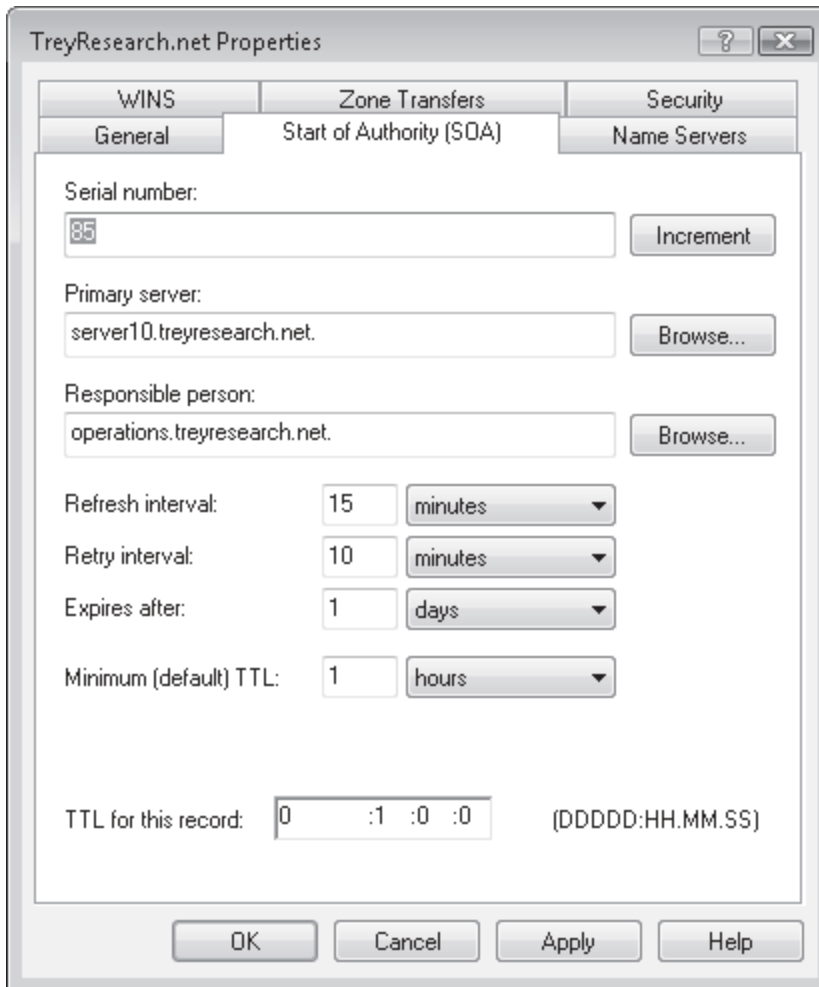 TreyResearch.net Properties
WINS Zone Transfers Security
General Start of Authority (SOA) Name Servers
Serial number:
85 Increment
Primary server:
server10.treyresearch.net. Browse...
Responsible person:
operations.treyresearch.net. Browse...
Refresh interval: 15 minutes
Retry interval: 10 minutes
Expires after: 1 days
Minimum (default) TTL: 1 hours
TTL for this record: 0 :1 :0 :0 (DDDDD:HH.MM.SS)
OK Cancel Apply Help